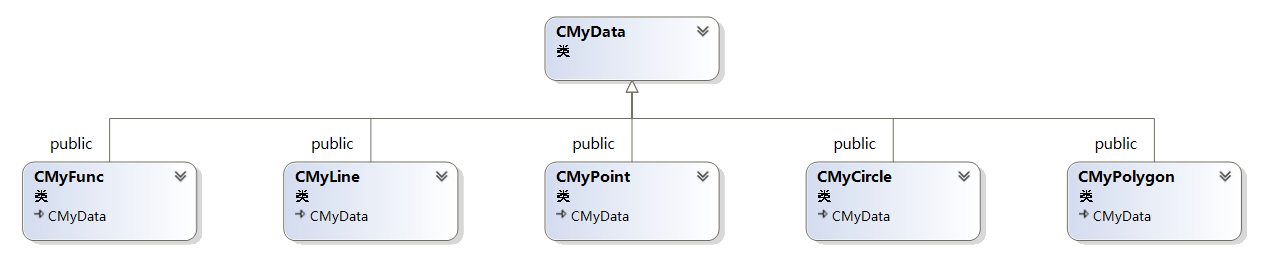 CMyData
类
public
public
public
public
public
CMyFunc
类
CMyData
CMyLine
类
CMyData
CMyPoint
类
CMyData
CMyCircle
类
CMyData
CMyPolygon
类
CMyData